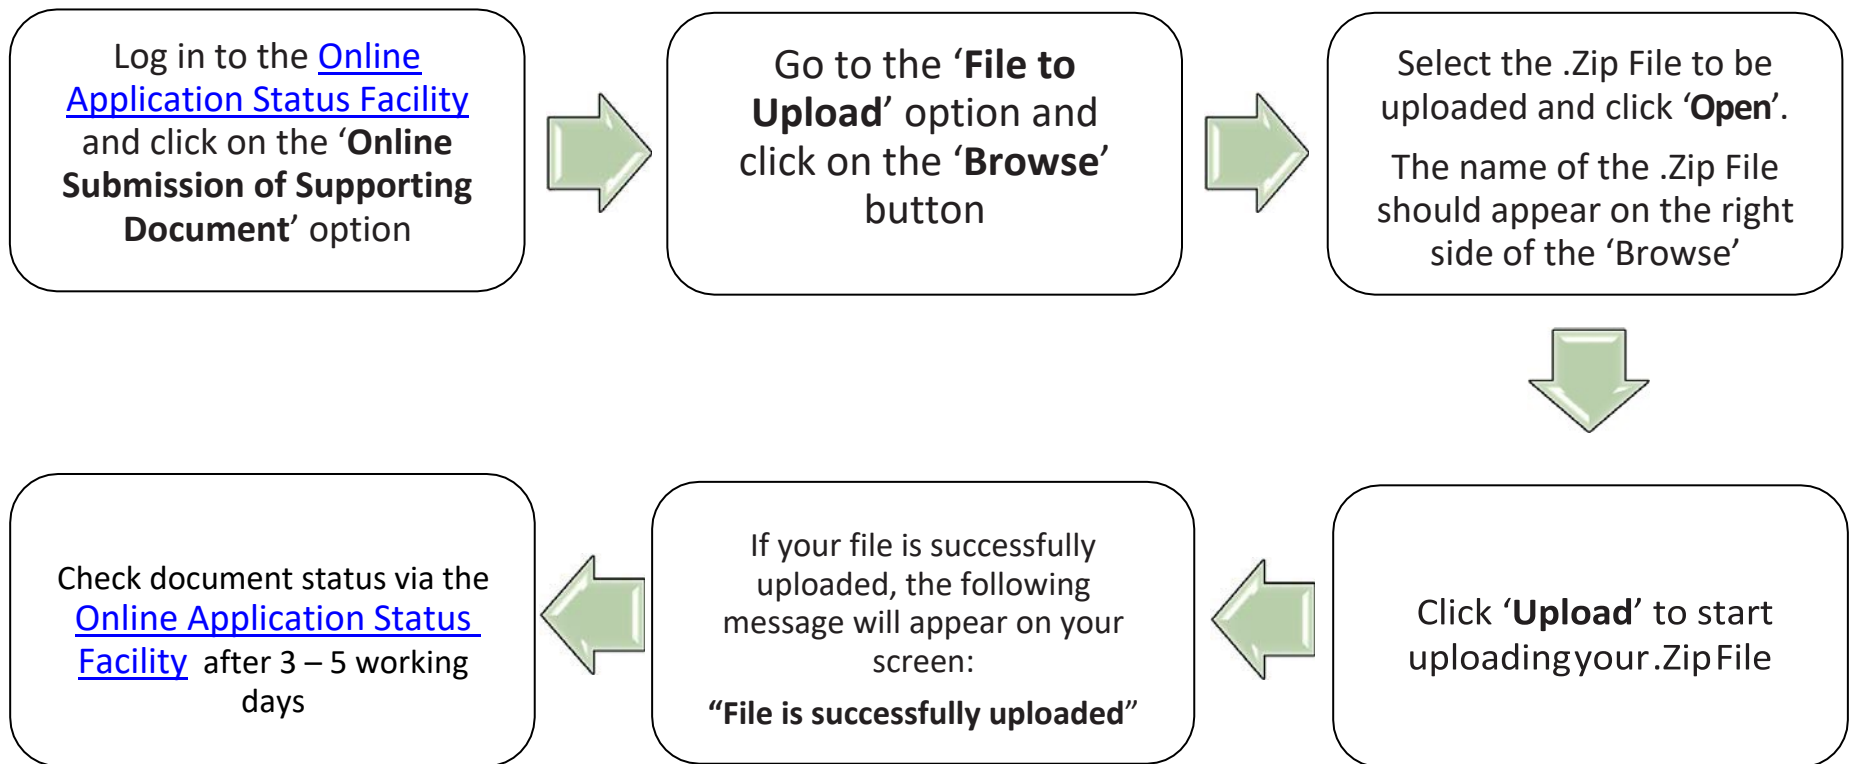 Log in to the Online
Application Status Facility
and click on the ‘Online
Submission of Supporting
Document’ option
Go to the ‘File to
Upload’ option and
click on the ‘Browse’
button
Select the .Zip File to be
uploaded and click ‘Open’.
The name of the .Zip File
should appear on the right
side of the ‘Browse’
Click ‘Upload’ to start
uploading your .Zip File
If your file is successfully
uploaded, the following
message will appear on your
screen:
“File is successfully uploaded”
Check document status via the
Online Application Status
Facility after 3 – 5 working
days